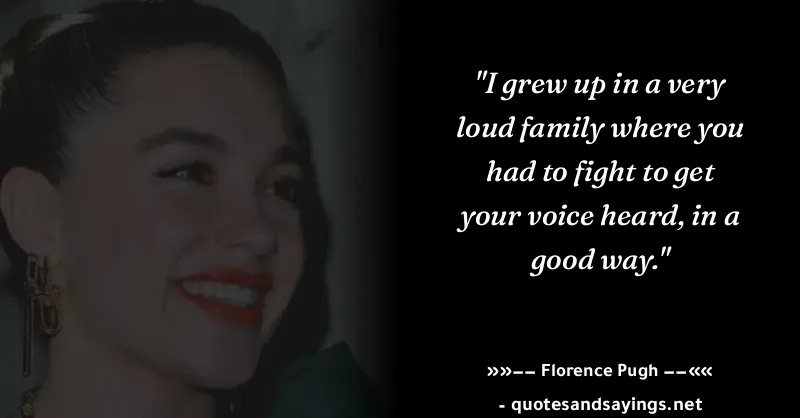 "I grew up in a very
loud family where you
had to fight to get
your voice heard, in a
good way."
»»−− Florence Pugh −−««
- quotesandsayings.net